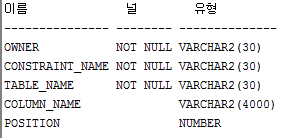 이름              널        유형
--------------- -------- --------------
OWNER           NOT NULL VARCHAR2(30)
CONSTRAINT_NAME NOT NULL VARCHAR2(30)
TABLE_NAME      NOT NULL VARCHAR2(30)
COLUMN_NAME              VARCHAR2(4000)
POSITION                 NUMBER